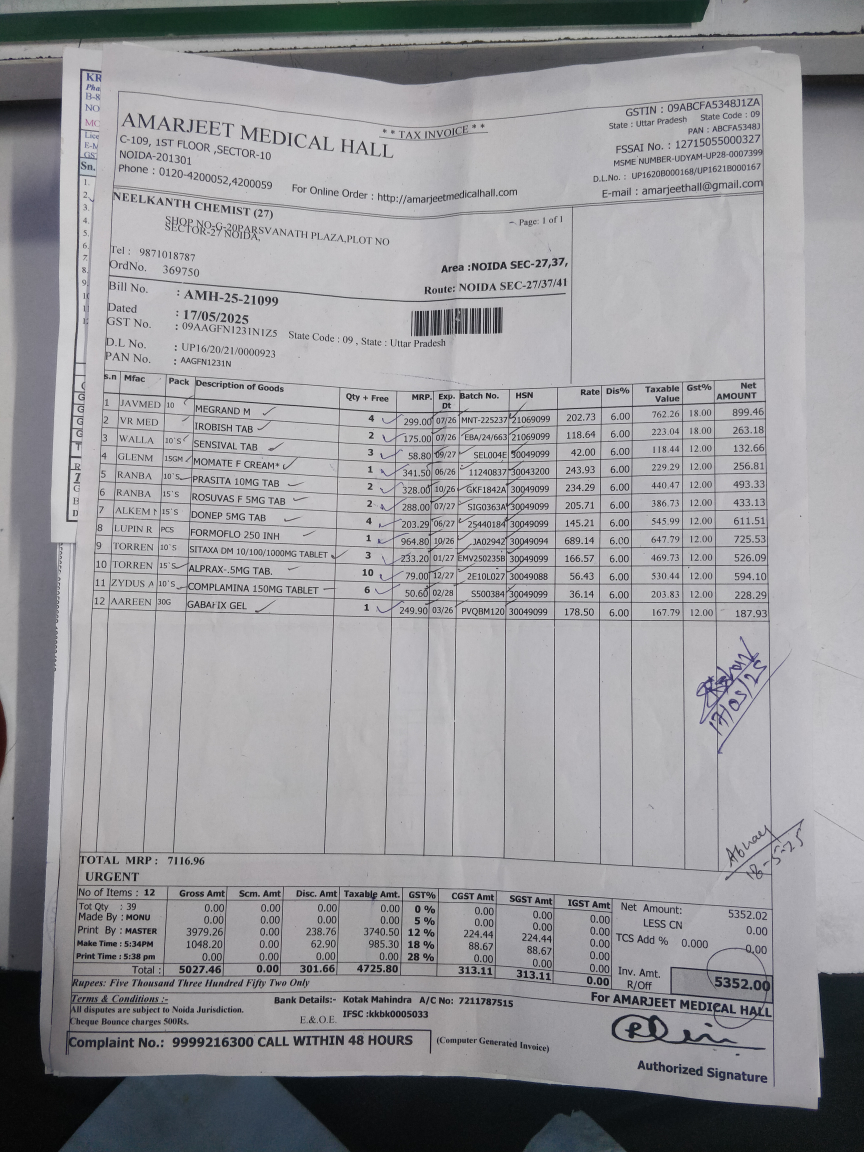 ** TAX INVOICE **
AMARJEET MEDICAL HALL
C-109, 1ST FLOOR ,SECTOR-10
NOIDA-201301
Phone : 0120-4200052,4200059
For Online Order : http://amarjeetmedicalhall.com
GSTIN : 09ABCFA5348J1ZA
State : Uttar Pradesh State Code : 09
PAN : ABCFA5348J
FSSAI No. : 12715055000327
MSME NUMBER-UDYAM-UP28-0007399
D.L.No. : UP1620B000168/UP1621B000167
E-mail : amarjeethall@gmail.com
NEELKANTH CHEMIST (27)
SHOP NO-G-20PARSVANATH PLAZA,PLOT NO
SECTOR-27 NOIDA,
Page: 1 of 1
Tel : 9871018787
OrdNo. 369750
Area :NOIDA SEC-27,37,
Route: NOIDA SEC-27/37/41
Bill No. : AMH-25-21099
Dated : 17/05/2025
GST No. : 09AAGFN1231N1Z5 State Code : 09 , State : Uttar Pradesh
D.L No. : UP16/20/21/0000923
PAN No. : AAGFN1231N
s.n Mfac Pack Description of Goods Qty + Free MRP. Exp. Dt Batch No. HSN Rate Dis% Taxable Value Gst% Net AMOUNT
1 JAVMED 10 MEGRAND M 4 299.00 07/26 MNT-225237 21069099 202.73 6.00 762.26 18.00 899.46
2 VR MED IROBISH TAB 2 175.00 07/26 EBA/24/663 21069099 118.64 6.00 223.04 18.00 263.18
3 WALLA 10`S SENSIVAL TAB 3 58.80 09/27 SEL004E 30049099 42.00 6.00 118.44 12.00 132.66
4 GLENM 15GM MOMATE F CREAM* 1 341.50 06/26 11240837 30043200 243.93 6.00 229.29 12.00 256.81
5 RANBA 10`S PRASITA 10MG TAB 2 328.00 10/26 GKF1842A 30049099 234.29 6.00 440.47 12.00 493.33
6 RANBA 15`S ROSUVAS F 5MG TAB 2 288.00 07/27 SIG0363A 30049099 205.71 6.00 386.73 12.00 433.13
7 ALKEM 15`S DONEP 5MG TAB 4 203.29 06/27 25440184 30049099 145.21 6.00 545.99 12.00 611.51
8 LUPIN R PCS FORMOFLO 250 INH 1 964.80 10/26 JA02942 30049094 689.14 6.00 647.79 12.00 725.53
9 TORREN 10`S SITAXA DM 10/100/1000MG TABLET 3 233.20 01/27 EMV250235B 30049099 166.57 6.00 469.73 12.00 526.09
10 TORREN 15`S ALPRAX-.5MG TAB. 10 79.00 12/27 2E10L027 30049088 56.43 6.00 530.44 12.00 594.10
11 ZYDUS A 10`S COMPLAMINA 150MG TABLET 6 50.60 02/28 S500384 30049099 36.14 6.00 203.83 12.00 228.29
12 AAREEN 30G GABAFIX GEL 1 249.90 03/26 PVQBM120 30049099 178.50 6.00 167.79 12.00 187.93
17/05/25
Abhay
18-5-25
TOTAL MRP : 7116.96
URGENT
No of Items : 12 Gross Amt Scm. Amt Disc. Amt Taxable Amt. GST% CGST Amt SGST Amt IGST Amt
Tot Qty : 39 0.00 0.00 0.00 0.00 0 % 0.00 0.00 0.00
Made By : MONU 0.00 0.00 0.00 0.00 5 % 0.00 0.00 0.00
Print By : MASTER 3979.26 0.00 238.76 3740.50 12 % 224.44 224.44 0.00
Make Time : 5:34PM 1048.20 0.00 62.90 985.30 18 % 88.67 88.67 0.00
Print Time : 5:38 pm 0.00 0.00 0.00 0.00 28 % 0.00 0.00 0.00
Total : 5027.46 0.00 301.66 4725.80 313.11 313.11 0.00
Net Amount: 5352.02
LESS CN 0.00
TCS Add % 0.000 0.00
Inv. Amt.
R/Off 5352.00
Rupees: Five Thousand Three Hundred Fifty Two Only
Terms & Conditions :-
All disputes are subject to Noida Jurisdiction.
Cheque Bounce charges 500Rs.
Bank Details:- Kotak Mahindra A/C No: 7211787515
E.& O.E. IFSC :kkbk0005033
For AMARJEET MEDICAL HALL
Complaint No.: 9999216300 CALL WITHIN 48 HOURS
(Computer Generated Invoice)
Authorized Signature